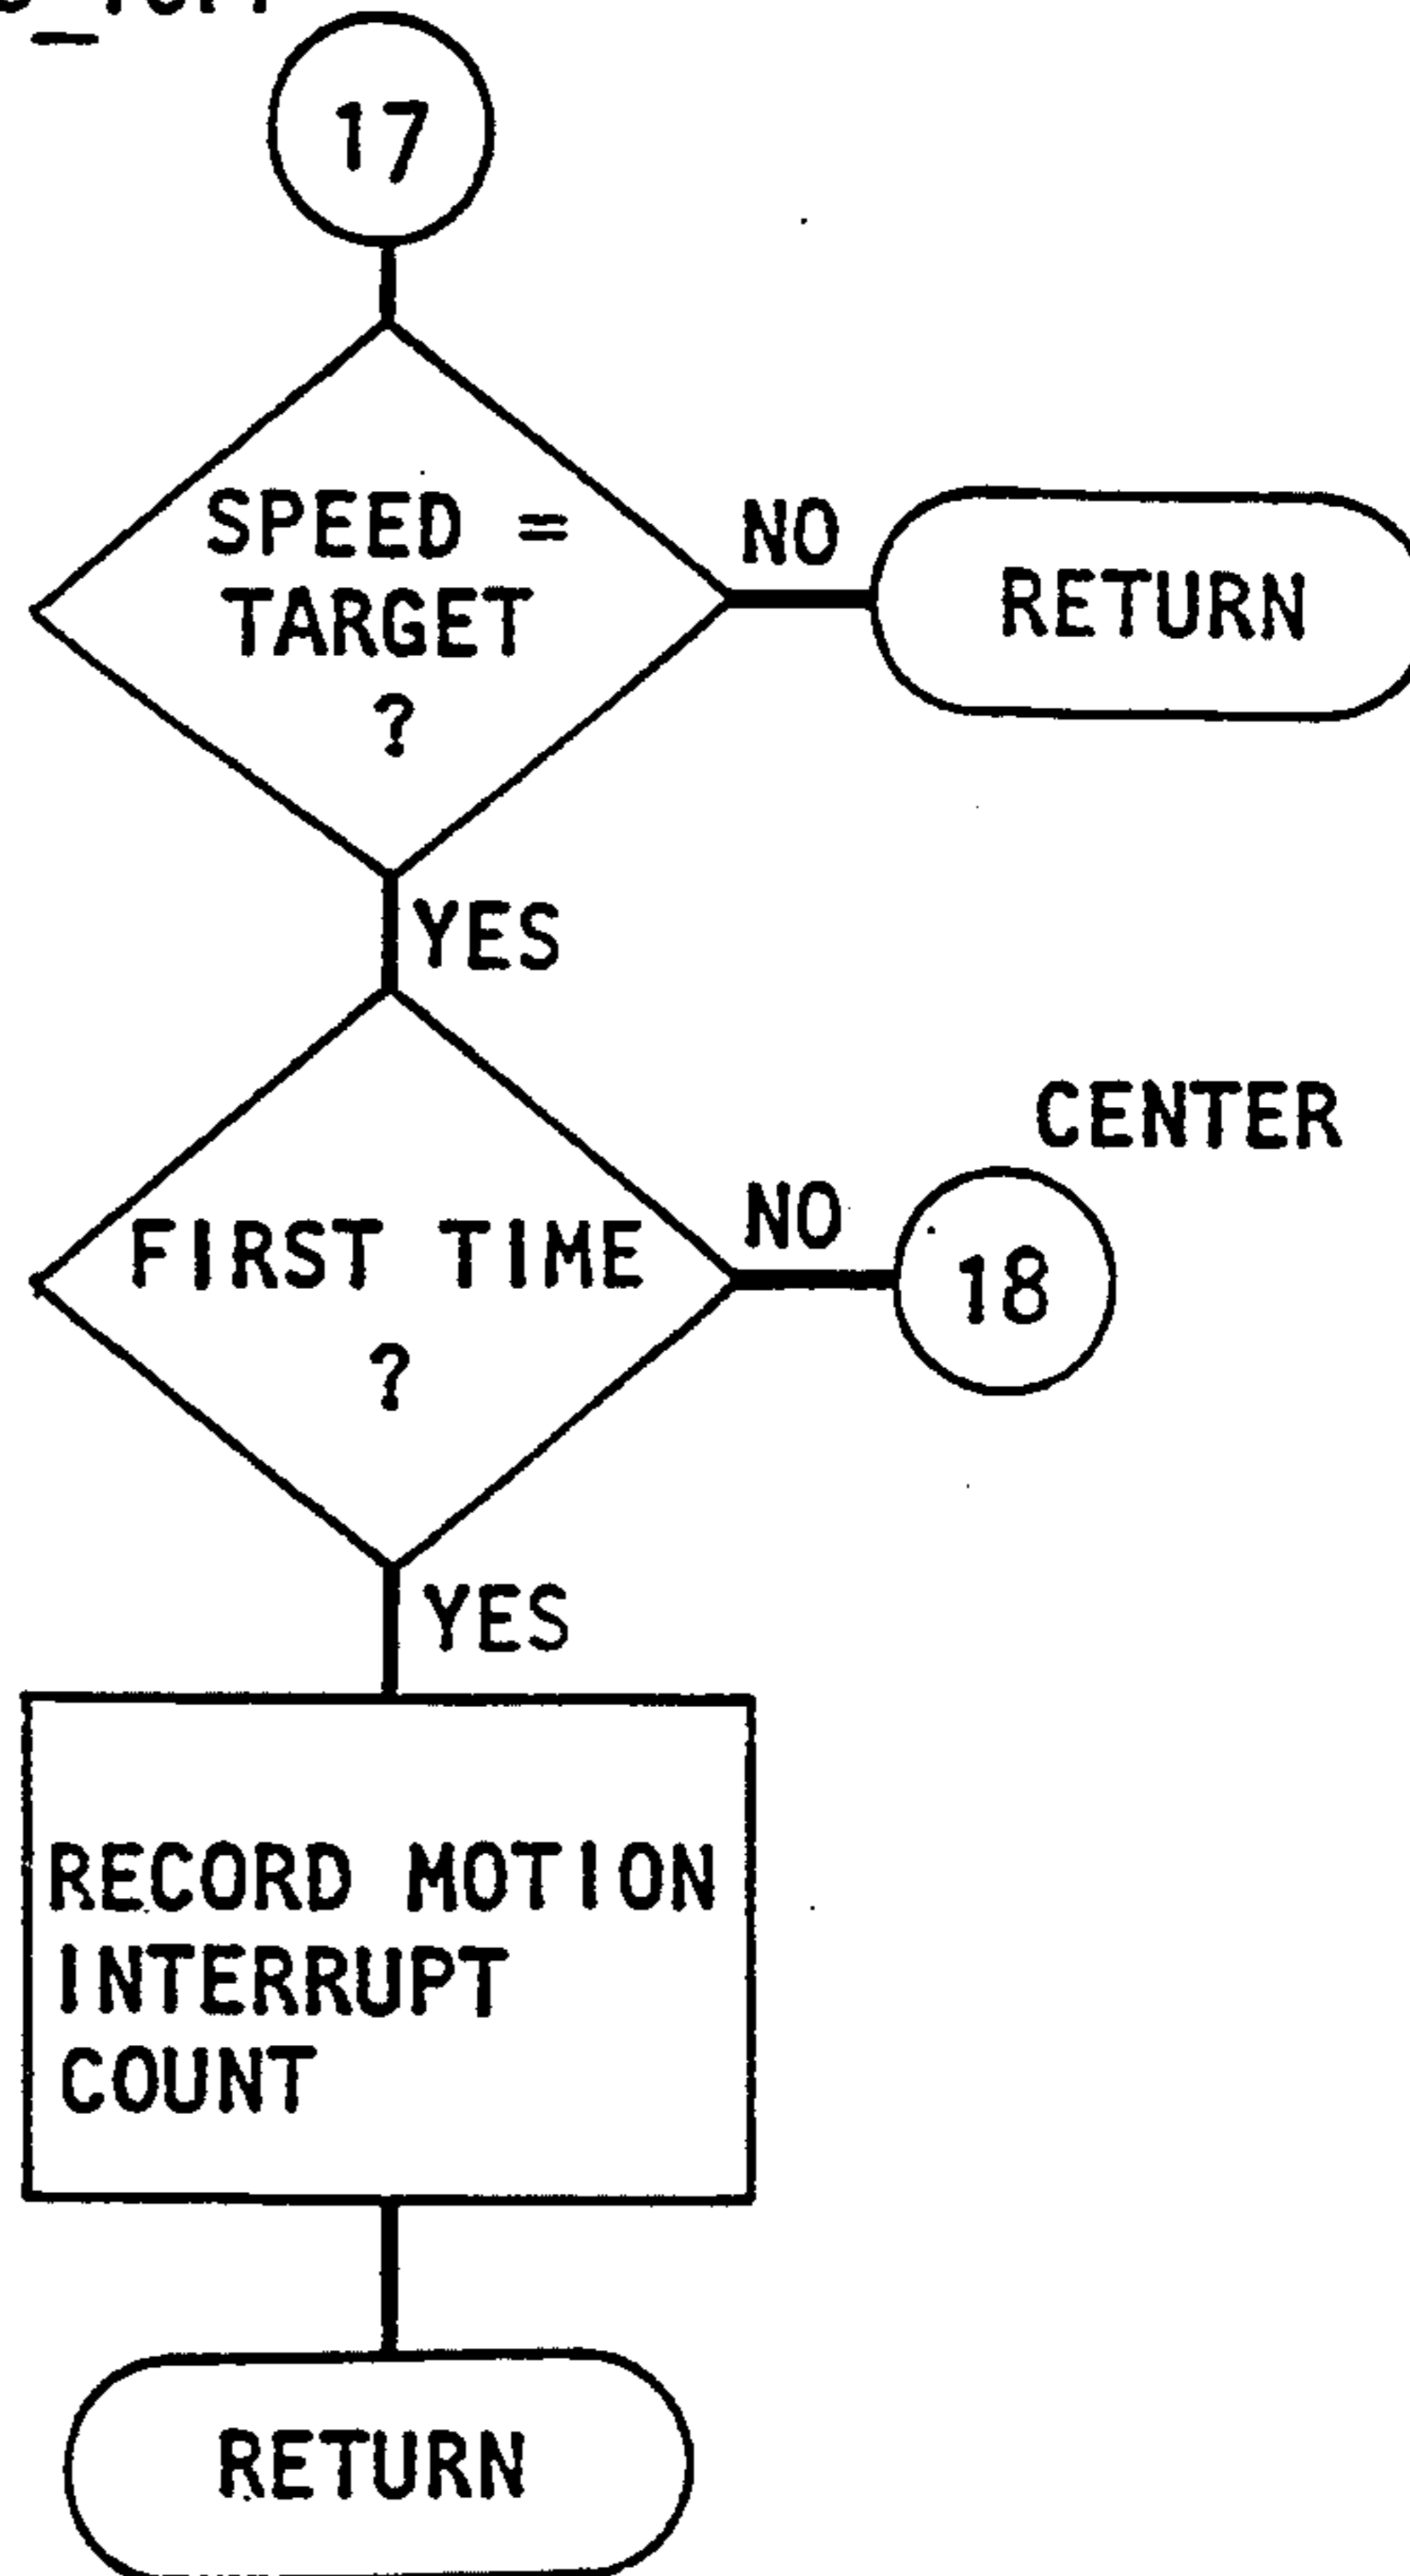 17
SPEED =
TARGET
?
NO
RETURN
YES
CENTER
FIRST TIME
?
NO
18
YES
RECORD MOTION
INTERRUPT
COUNT
RETURN